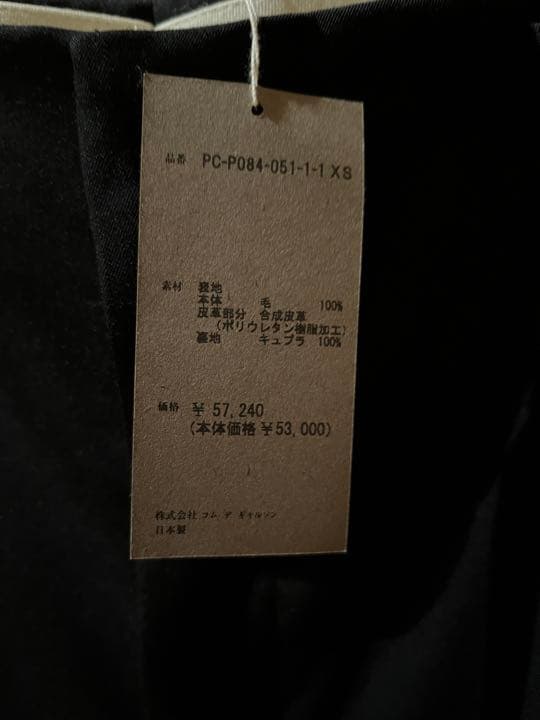 品番 PC-P084-051-1-1 XS
素材 表地
本体 毛 100%
皮革部分 合成皮革
(ポリウレタン樹脂加工)
裏地 キュプラ 100%
価格 ¥ 57,240
(本体価格 ¥53,000)
株式会社 コム デ ギャルソン
日本製